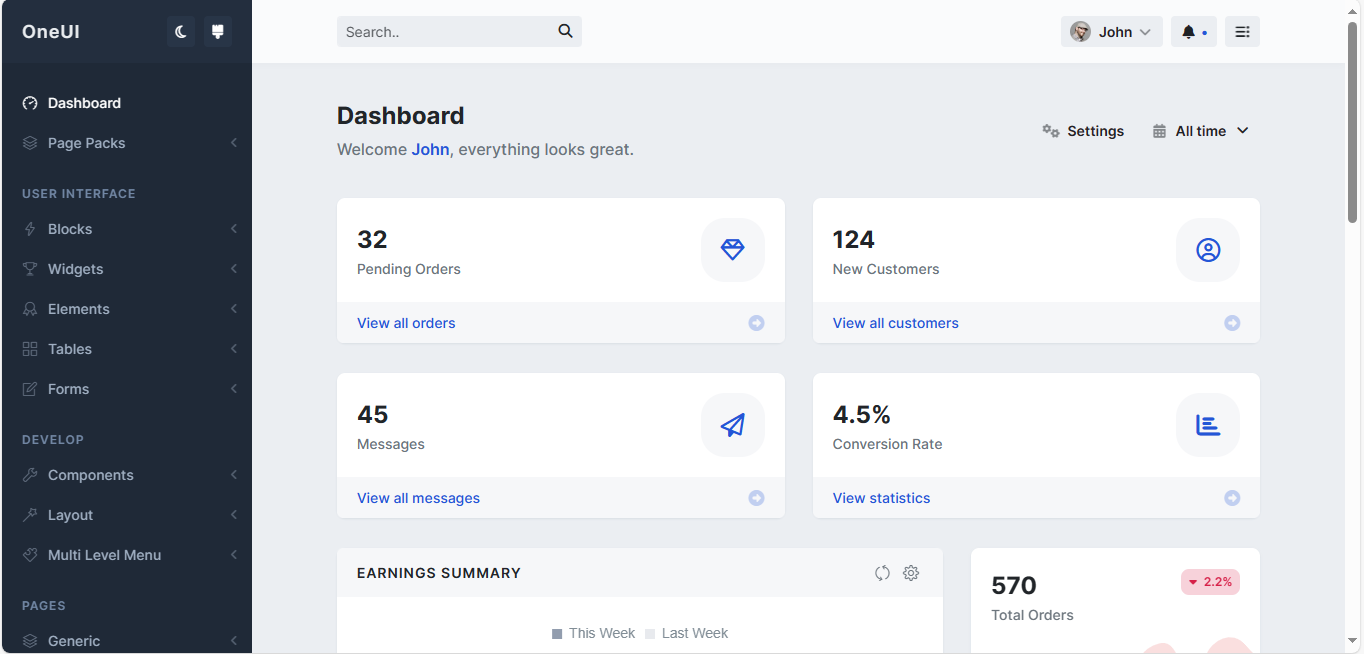 OneUI
Dashboard
Page Packs
USER INTERFACE
Blocks
Widgets
Elements
Tables
Forms
DEVELOP
Components
Layout
Multi Level Menu
PAGES
Generic
Search..
John
Dashboard
Welcome John, everything looks great.
Settings
All time
32
Pending Orders
View all orders
124
New Customers
View all customers
45
Messages
View all messages
4.5%
Conversion Rate
View statistics
EARNINGS SUMMARY
This Week Last Week
570
2.2%
Total Orders